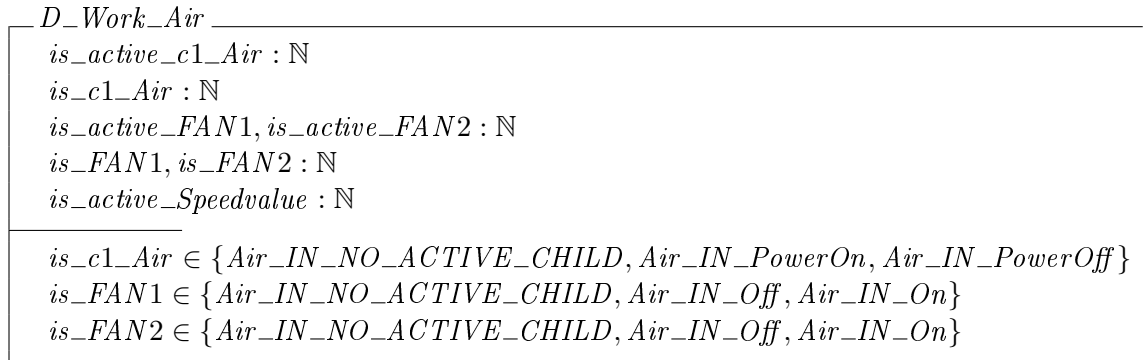 D_Work_Air
is_active_c1_Air : ℕ
is_c1_Air : ℕ
is_active_FAN1, is_active_FAN2 : ℕ
is_FAN1, is_FAN2 : ℕ
is_active_Speedvalue : ℕ
is_c1_Air ∈ {Air_IN_NO_ACTIVE_CHILD, Air_IN_PowerOn, Air_IN_PowerOff}
is_FAN1 ∈ {Air_IN_NO_ACTIVE_CHILD, Air_IN_Off, Air_IN_On}
is_FAN2 ∈ {Air_IN_NO_ACTIVE_CHILD, Air_IN_Off, Air_IN_On}